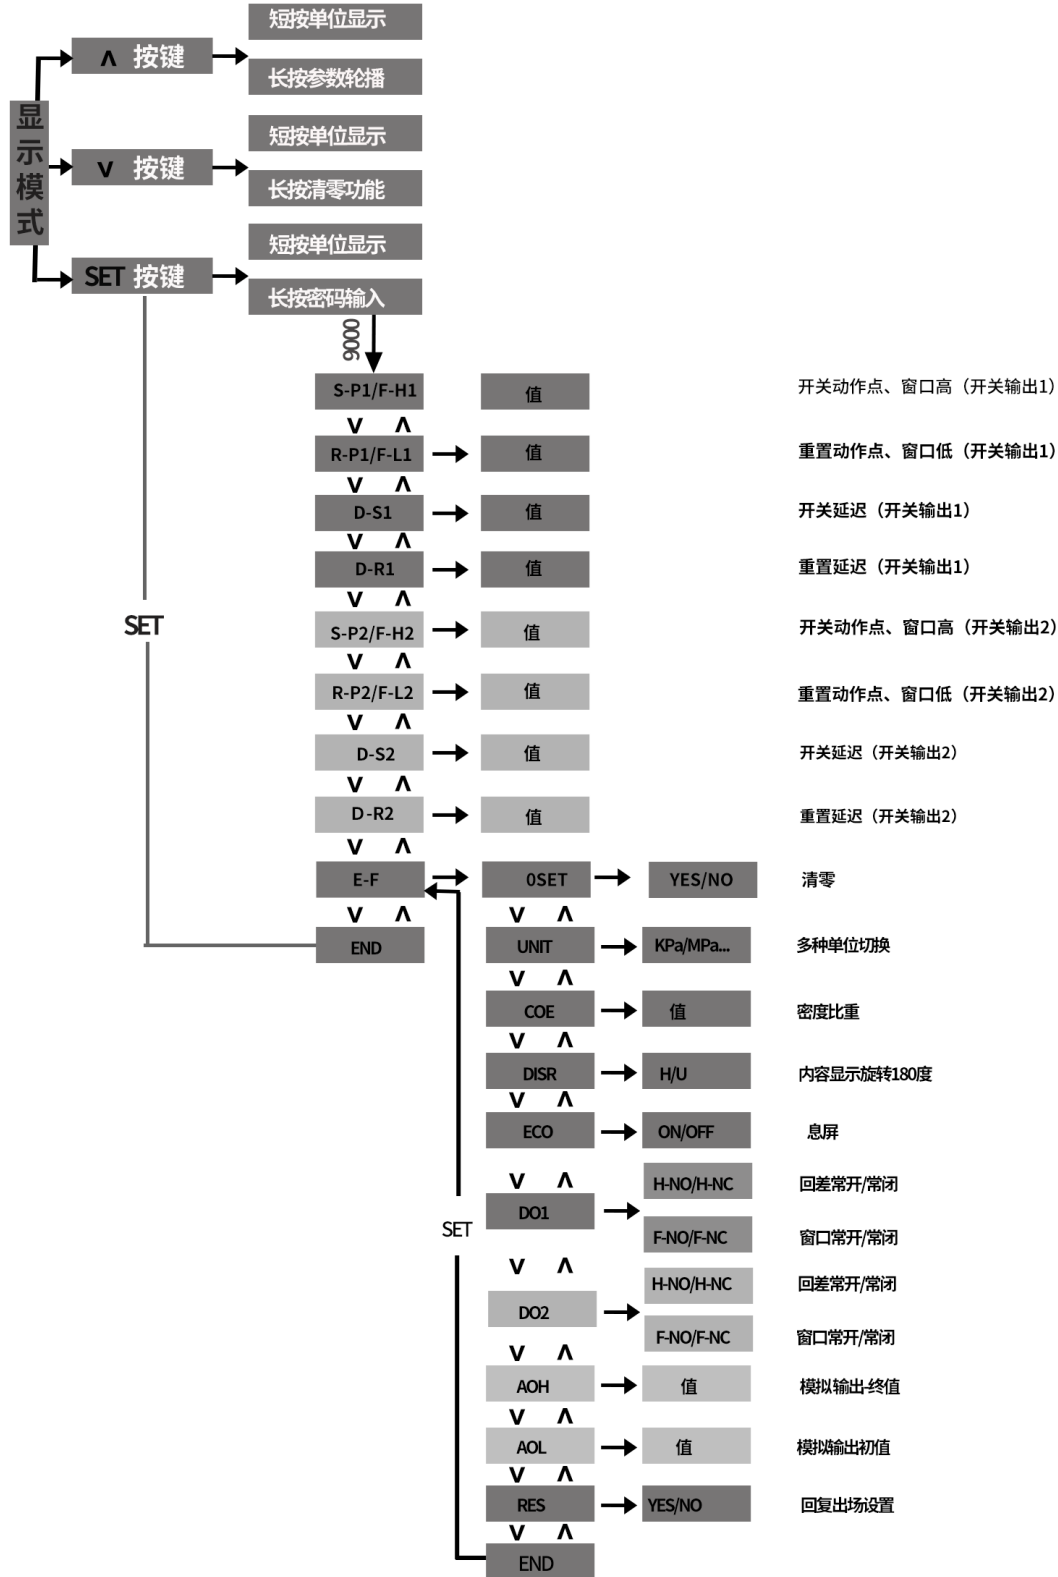 短按单位显示
∧ 按键
长按参数轮播
显示模式
短按单位显示
∨ 按键
长按清零功能
短按单位显示
SET 按键
长按密码输入
0006
S-P1/F-H1 值 开关动作点、窗口高（开关输出1）
∨ ∧
R-P1/F-L1 值 重置动作点、窗口低（开关输出1）
∨ ∧
D-S1 值 开关延迟（开关输出1）
∨ ∧
D-R1 值 重置延迟（开关输出1）
∨ ∧
SET
S-P2/F-H2 值 开关动作点、窗口高（开关输出2）
∨ ∧
R-P2/F-L2 值 重置动作点、窗口低（开关输出2）
∨ ∧
D-S2 值 开关延迟（开关输出2）
∨ ∧
D-R2 值 重置延迟（开关输出2）
∨ ∧
E-F 0SET YES/NO 清零
∨ ∧ ∨ ∧
END UNIT KPa/MPa... 多种单位切换
∨ ∧
COE 值 密度比重
∨ ∧
DISR H/U 内容显示旋转180度
∨ ∧
ECO ON/OFF 息屏
∨ ∧
H-NO/H-NC 回差常开/常闭
DO1
SET
F-NO/F-NC 窗口常开/常闭
∨ ∧
H-NO/H-NC 回差常开/常闭
DO2
F-NO/F-NC 窗口常开/常闭
∨ ∧
AOH 值 模拟输出-终值
∨ ∧
AOL 值 模拟输出初值
∨ ∧
RES YES/NO 回复出场设置
∨ ∧
END